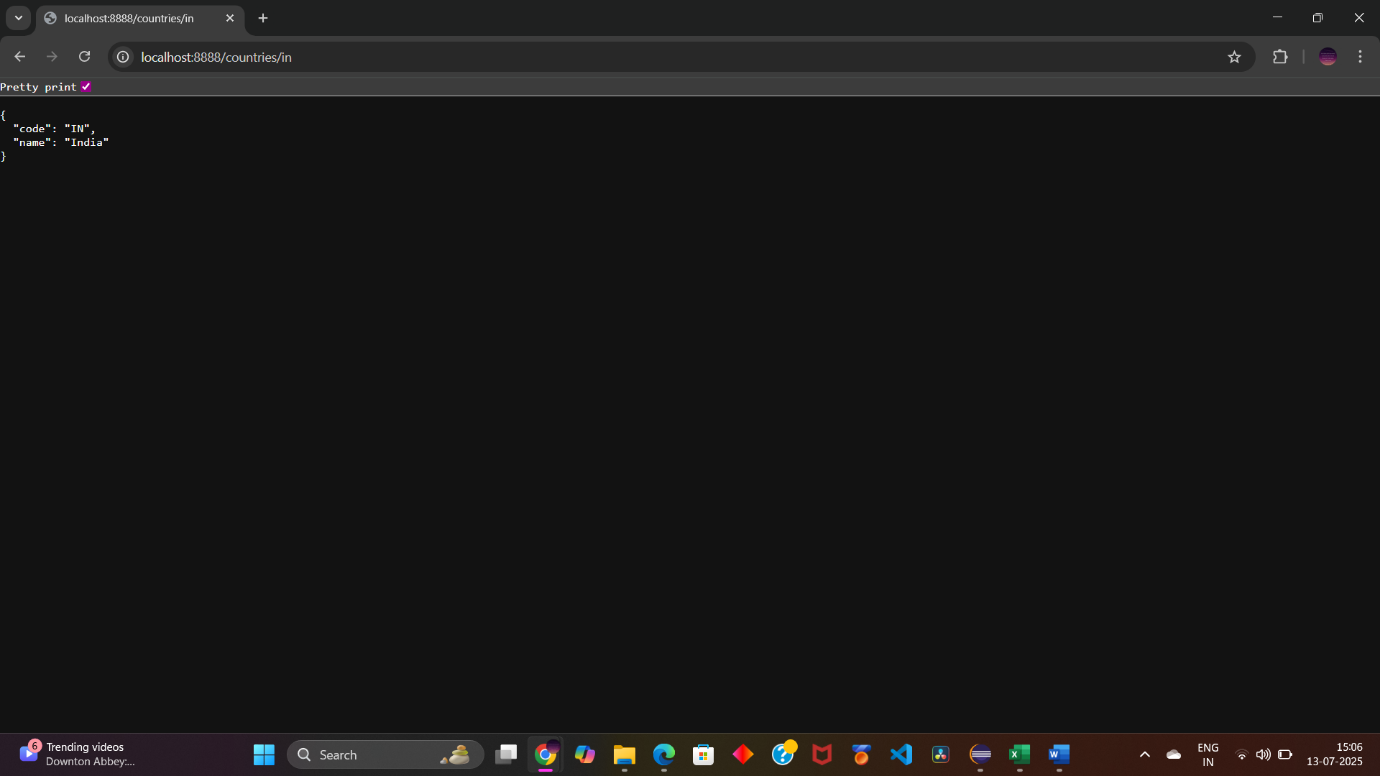 localhost:8888/countries/in
localhost:8888/countries/in
Pretty print
{
  "code": "IN",
  "name": "India"
}
6
Trending videos
Downton Abbey:...
Search
ENG
IN
15:06
13-07-2025